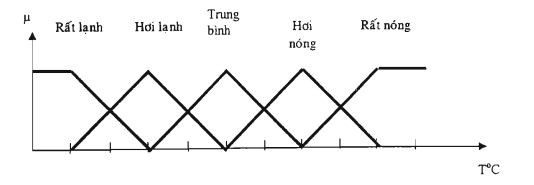 μ
Rất lạnh
Hơi lạnh
Trung
bình
Hơi
nóng
Rất nóng
T°C